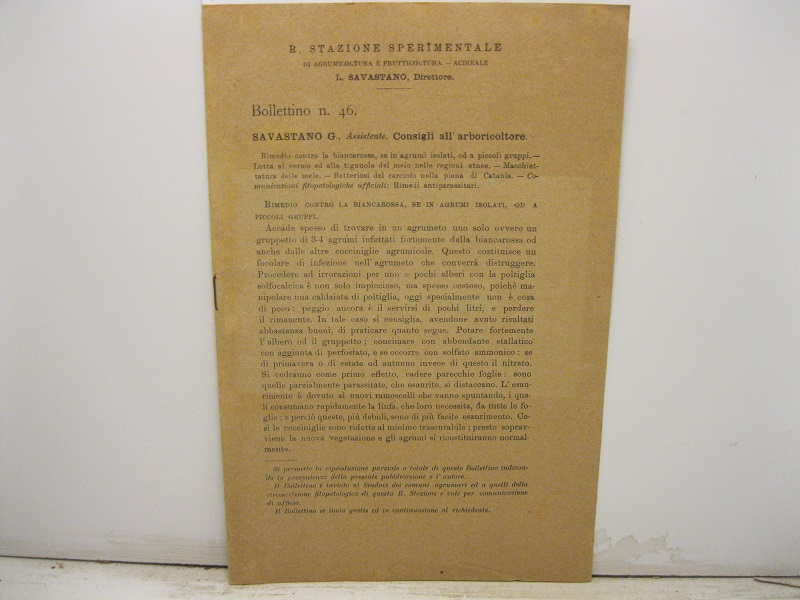 R. STAZIONE SPERIMENTALE
DI AGRUMICOLTURA E FRUTTICOLTURA. — ACIREALE
L. SAVASTANO, Direttore.
Bollettino n. 46.
SAVASTANO G., Assistente. Consigli all' arboricoltore.
Rimedio contro la biancarossa, se in agrumi isolati, od a piccoli gruppi.—
Lotta al verme ed alla tignuola del melo nelle regioni etnee. — Macchiet-
tatura delle mele. — Batteriosi del carciofo nella piana di Catania. — Co-
municazioni fitopatologiche ufficiali: Rimedi antiparassitari.
RIMEDIO CONTRO LA BIANCAROSSA, SE IN AGRUMI ISOLATI, OD A
PICCOLI GRUPPI.
Accade spesso di trovare in un agrumeto uno solo ovvero un
gruppetto di 3-4 agrumi infettati fortemente dalla biancarossa od
anche dalle altre cocciniglie agrumicole. Questo costituisce un
focolare di infezione nell' agrumeto che converrà distruggere.
Procedere ad irrorazioni per uno o pochi alberi con la poltiglia
solfocalcica è non solo impiccioso, ma spesso costoso, poichè ma-
nipolare una caldaiata di poltiglia, oggi specialmente non è cosa
di poco: peggio ancora è il servirsi di pochi litri, e perdere
il rimanente. In tale caso si consiglia, avendone avuto risultati
abbastanza buoni, di praticare quanto segue. Potare fortemente
l'albero od il gruppetto; concimare con abbondante stallatico
con aggiunta di perfosfato, e se occorre con solfato ammonico: se
di primavera o di estate od autunno invece di questo il nitrato.
Si vedranno come primo effetto, cadere parecchie foglie: sono
quelle parzialmente parassitate, che esaurite, si distaccano. L' esau-
rimento è dovuto ai nuovi ramoscelli che vanno spuntando, i qua-
li consumano rapidamente la linfa, che loro necessita, da tutte le fo-
glie; e perciò queste, più deboli, sono di più facile esaurimento. Co-
sì le cocciniglie sono ridotte al minimo trascurabile; presto soprav-
viene la nuova vegetazione e gli agrumi si ricostituiranno normal-
mente.
Si permette la riproduzione parziale o totale di questo Bollettino indican-
do la provenienza della presente pubblicazione e l' autore.
Il Bollettino è inviato ai Sindaci dei comuni agrumari ed a quelli della
circoscrizione fitopatologica di questa R. Stazione e solo per comunicazione
di ufficio.
Il Bollettino si invia gratis ed in continuazione al richiedente.